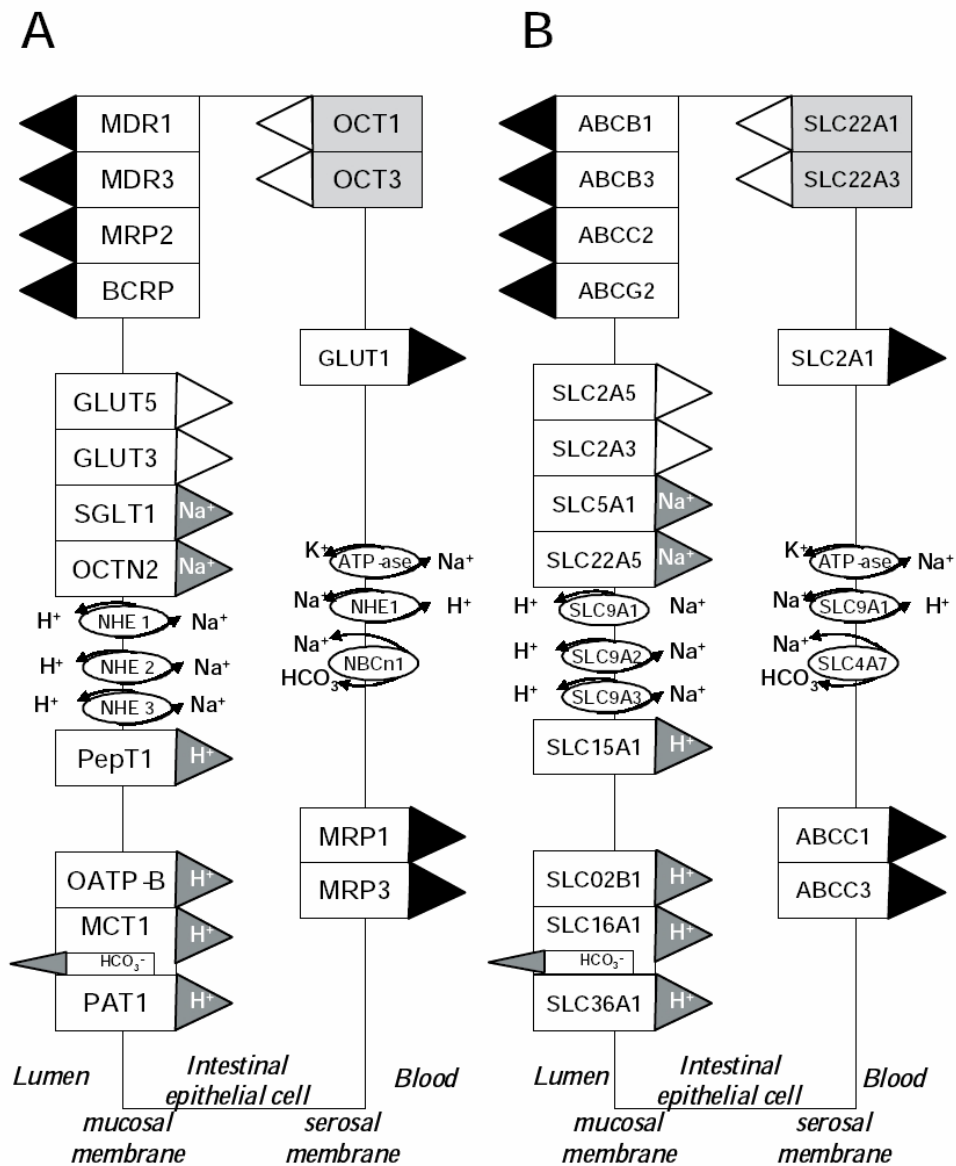 A
MDR1
MDR3
MRP2
BCRP
OCT1
OCT3
GLUT1
GLUT5
GLUT3
SGLT1 Na+
OCTN2 Na+
H+ NHE 1 Na+
H+ NHE 2 Na+
H+ NHE 3 Na+
PepT1 H+
K+ ATP-ase Na+
Na+ NHE1 H+
Na+
HCO3- NBCn1
MRP1
MRP3
OATP-B H+
MCT1 H+
HCO3-
PAT1 H+
Lumen
Intestinal
epithelial cell
Blood
mucosal
membrane
serosal
membrane
B
ABCB1
ABCB3
ABCC2
ABCG2
SLC22A1
SLC22A3
SLC2A1
SLC2A5
SLC2A3
SLC5A1 Na+
SLC22A5 Na+
H+ SLC9A1 Na+
H+ SLC9A2 Na+
H+ SLC9A3 Na+
SLC15A1 H+
K+ ATP-ase Na+
Na+ SLC9A1 H+
Na+
HCO3- SLC4A7
ABCC1
ABCC3
SLC02B1 H+
SLC16A1 H+
HCO3-
SLC36A1 H+
Lumen
Intestinal
epithelial cell
Blood
mucosal
membrane
serosal
membrane